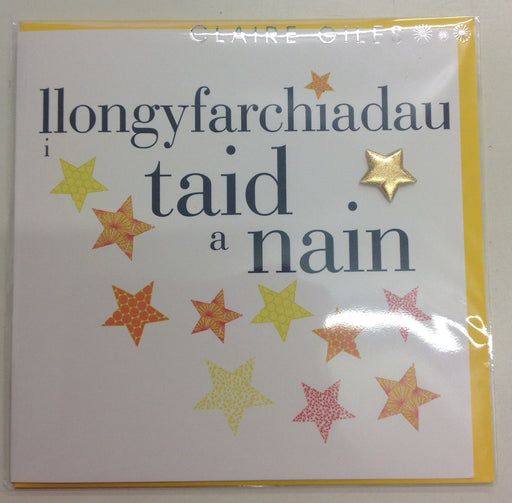 CLAIRE GILES
llongyfarchiadau
i
taid
a nain